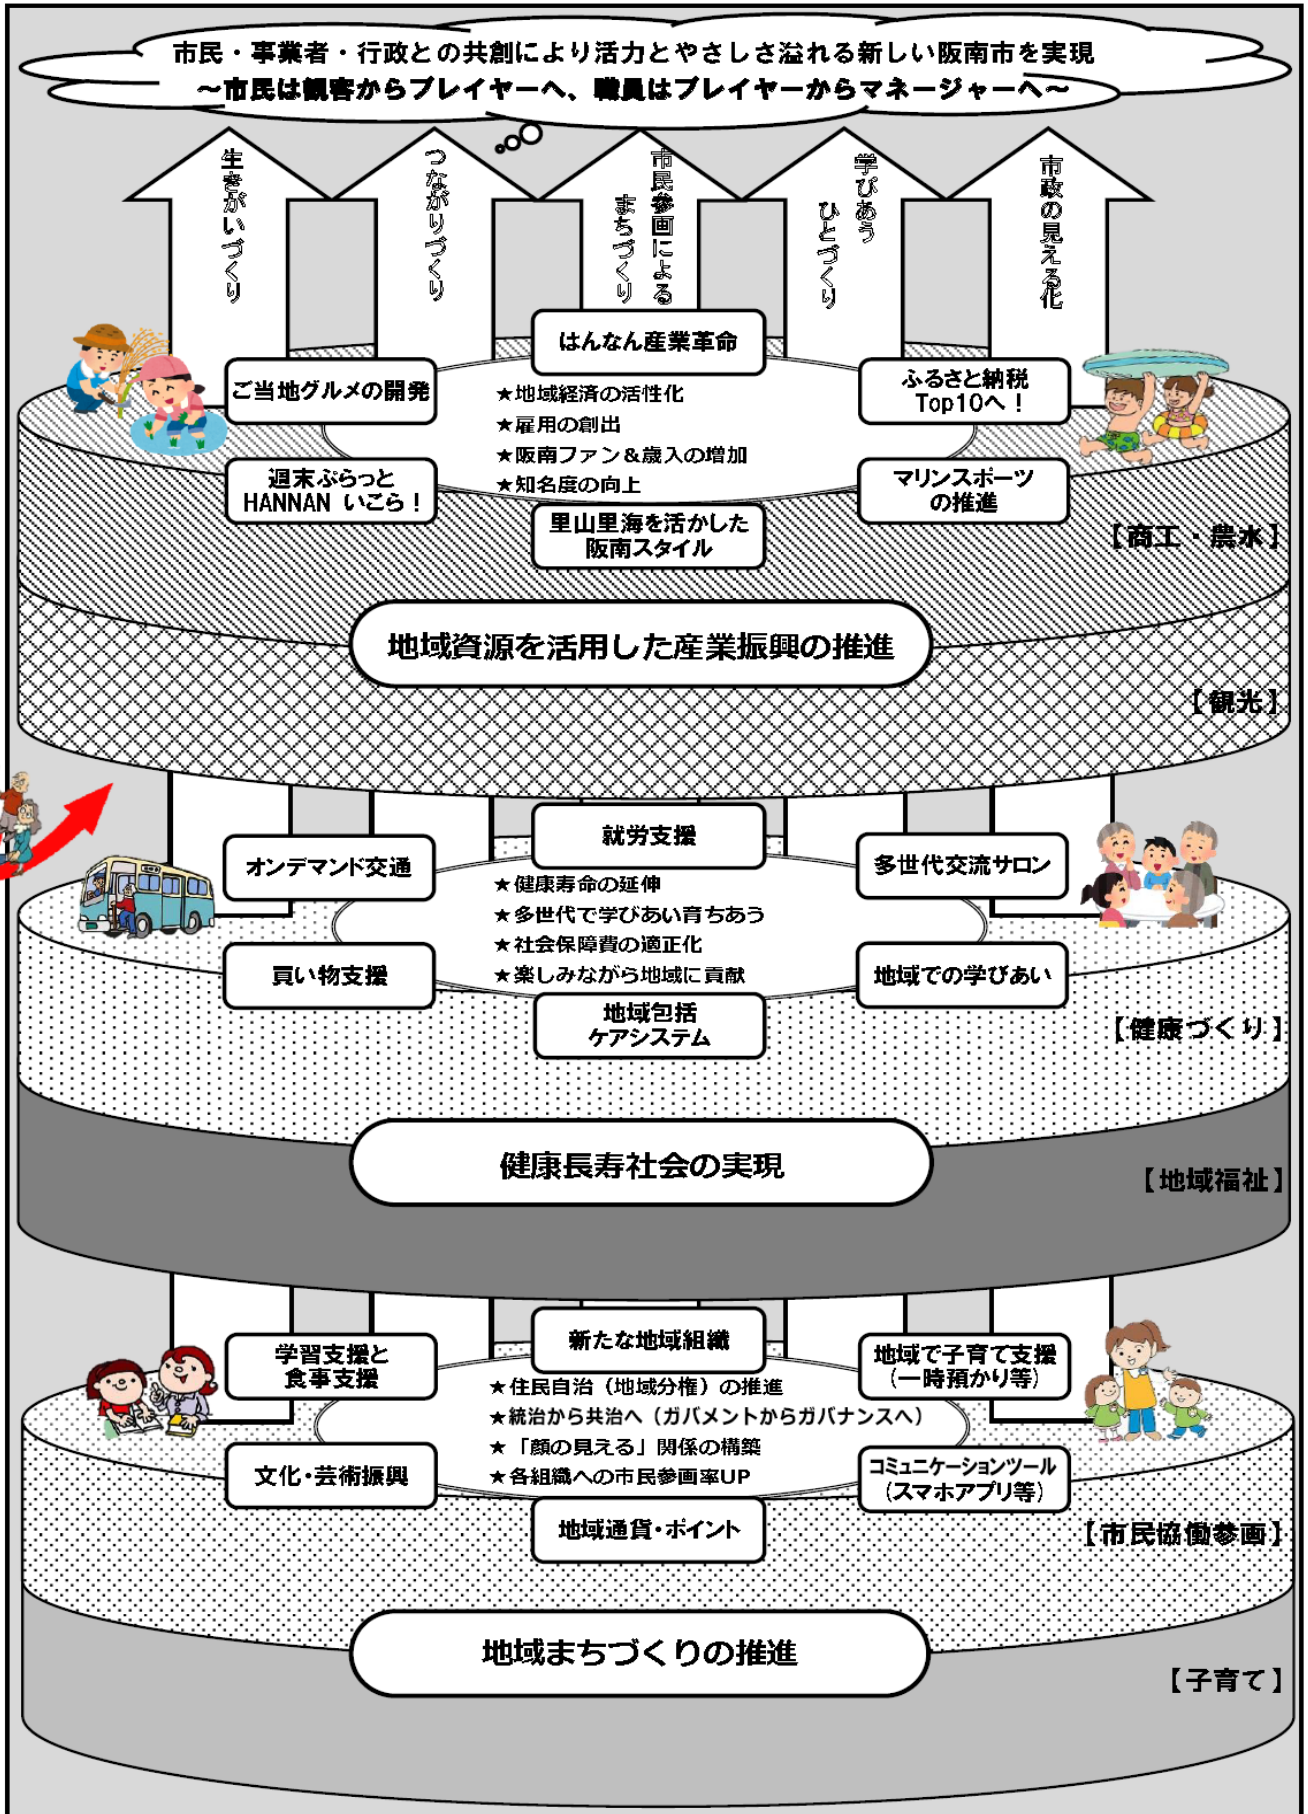 市民・事業者・行政との共創により活力とやさしさ溢れる新しい阪南市を実現
～市民は観客からプレイヤーへ、職員はプレイヤーからマネージャーへ～
生きがいづくり
つながりづくり
市民参画による
まちづくり
学びあう
ひとづくり
市政の見える化
はんなん産業革命
ご当地グルメの開発
ふるさと納税
Top10へ！
★地域経済の活性化
★雇用の創出
★阪南ファン＆歳入の増加
★知名度の向上
週末ぷらっと
HANNAN いこら！
マリンスポーツ
の推進
里山里海を活かした
阪南スタイル
【商工・農水】
地域資源を活用した産業振興の推進
【観光】
就労支援
オンデマンド交通
多世代交流サロン
★健康寿命の延伸
★多世代で学びあい育ちあう
★社会保障費の適正化
★楽しみながら地域に貢献
買い物支援
地域での学びあい
地域包括
ケアシステム
【健康づくり】
健康長寿社会の実現
【地域福祉】
新たな地域組織
学習支援と
食事支援
地域で子育て支援
(一時預かり等)
★住民自治（地域分権）の推進
★統治から共治へ（ガバメントからガバナンスへ）
★「顔の見える」関係の構築
★各組織への市民参画率UP
文化・芸術振興
コミュニケーションツール
(スマホアプリ等)
地域通貨・ポイント
【市民協働参画】
地域まちづくりの推進
【子育て】